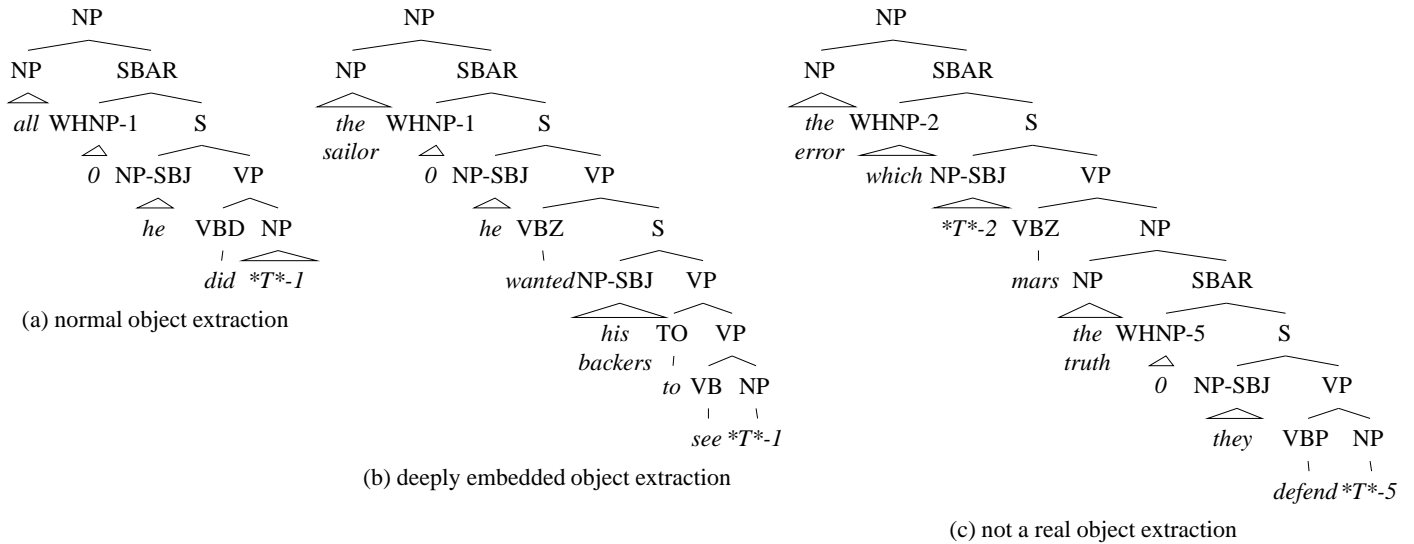 NP NP NP
NP SBAR NP SBAR NP SBAR
all WHNP-1 S the WHNP-1 S the WHNP-2 S
sailor error
0 NP-SBJ VP 0 NP-SBJ VP which NP-SBJ VP
he VBD NP he VBZ S *T*-2 VBZ NP
did *T*-1 wanted NP-SBJ VP mars NP SBAR
(a) normal object extraction
his TO VP the WHNP-5 S
backers truth
to VB NP 0 NP-SBJ VP
see *T*-1 they VBP NP
(b) deeply embedded object extraction
defend *T*-5
(c) not a real object extraction